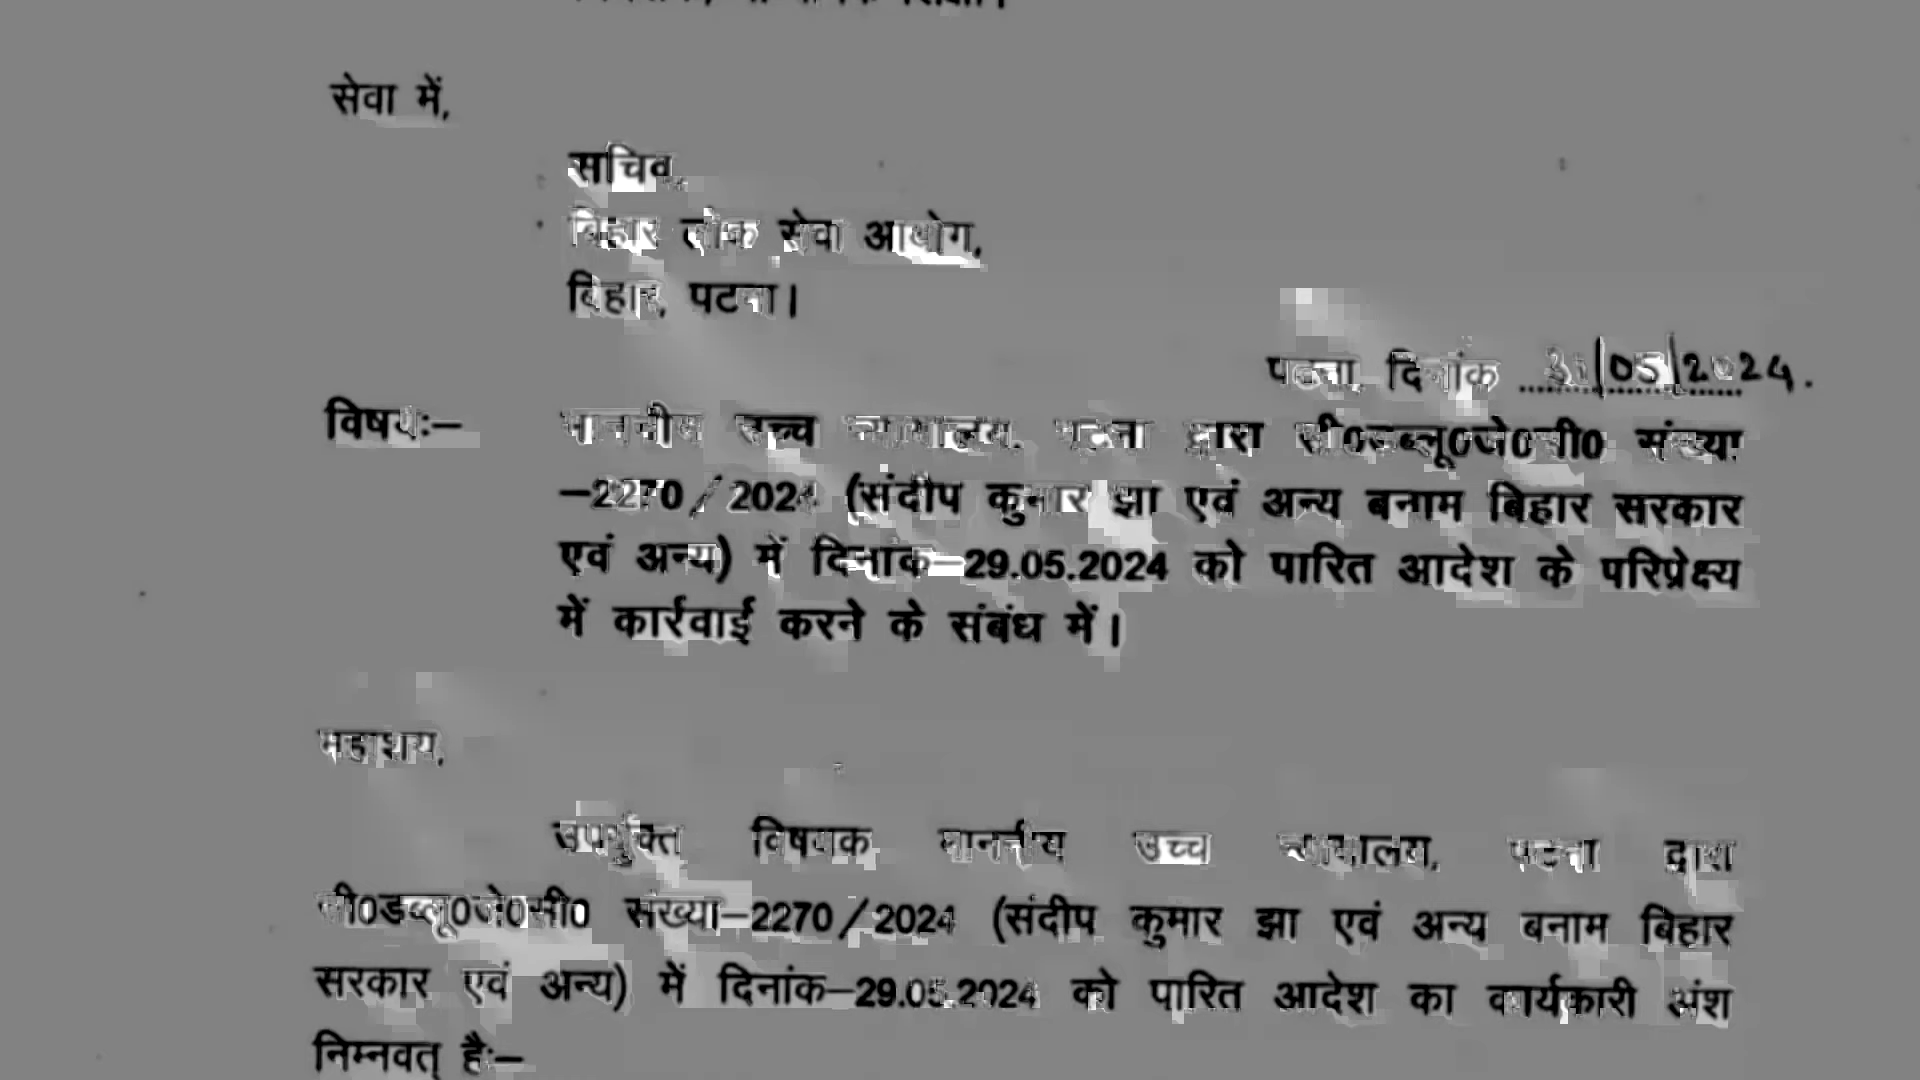 सेवा में,
सचिव,
बिहार लोक सेवा आयोग,
बिहार, पटना।
पटना, दिनांक 31/05/2024.
विषयः– माननीय उच्च न्यायालय, पटना द्वारा सी0डब्लू0जे0सी0 संख्या
–2270/2024 (संदीप कुमार झा एवं अन्य बनाम बिहार सरकार
एवं अन्य) में दिनांक–29.05.2024 को पारित आदेश के परिप्रेक्ष्य
में कार्रवाई करने के संबंध में।
महाशय,
उपर्युक्त विषयक माननीय उच्च न्यायालय, पटना द्वारा
सी0डब्लू0जे0सी0 संख्या–2270/2024 (संदीप कुमार झा एवं अन्य बनाम बिहार
सरकार एवं अन्य) में दिनांक–29.05.2024 को पारित आदेश का कार्यकारी अंश
निम्नवत् हैः–